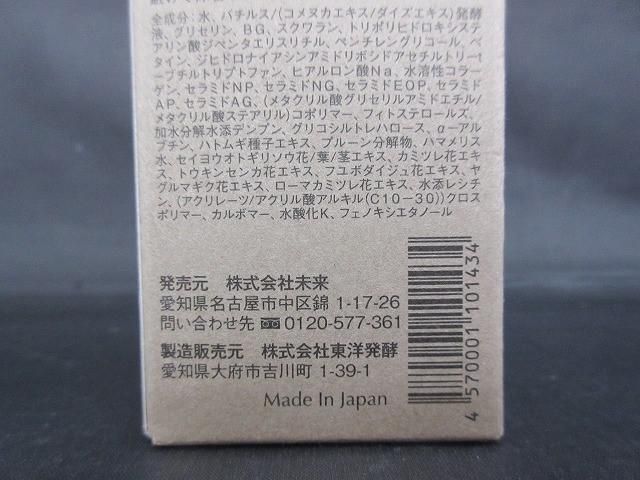 全成分：水、バチルス/(コメヌカエキス/ダイズエキス)発酵
液、グリセリン、BG、スクワラン、トリポリヒドロキシステ
アリン酸ジペンタエリスリチル、ペンチレングリコール、ベ
タイン、ジヒドロナイアシンアミドリボシドアセチルトリーt
ーブチルトリプトファン、ヒアルロン酸Na、水溶性コラー
ゲン、セラミドNP、セラミドNG、セラミドEOP、セラミド
AP、セラミドAG、(メタクリル酸グリセリルアミドエチル/
メタクリル酸ステアリル)コポリマー、フィトステロールズ、
加水分解水添デンプン、グリコシルトレハロース、α－アル
ブチン、ハトムギ種子エキス、プルーン分解物、ハマメリス
水、セイヨウオトギリソウ花/葉/茎エキス、カミツレ花エキ
ス、トウキンセンカ花エキス、フユボダイジュ花エキス、ヤ
グルマギク花エキス、ローマカミツレ花エキス、水添レシチ
ン、(アクリレーツ/アクリル酸アルキル(C10－30))クロス
ポリマー、カルボマー、水酸化K、フェノキシエタノール
発売元　株式会社未来
愛知県名古屋市中区錦 1-17-26
問い合わせ先 0120-577-361
製造販売元　株式会社東洋発酵
愛知県大府市吉川町 1-39-1
Made In Japan
4 570001 101434